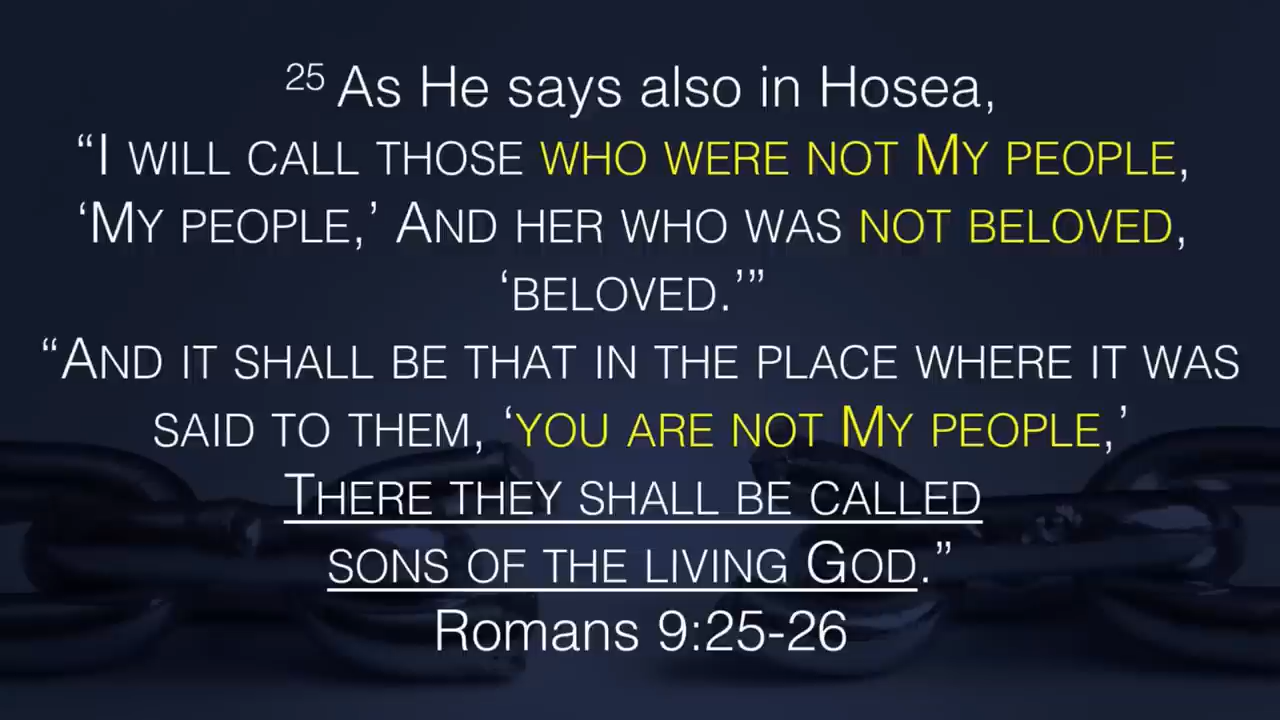 25 As He says also in Hosea,
“I WILL CALL THOSE WHO WERE NOT MY PEOPLE,
‘MY PEOPLE,’ AND HER WHO WAS NOT BELOVED,
‘BELOVED.’”
“AND IT SHALL BE THAT IN THE PLACE WHERE IT WAS
SAID TO THEM, ‘YOU ARE NOT MY PEOPLE,’
THERE THEY SHALL BE CALLED
SONS OF THE LIVING GOD.”
Romans 9:25-26